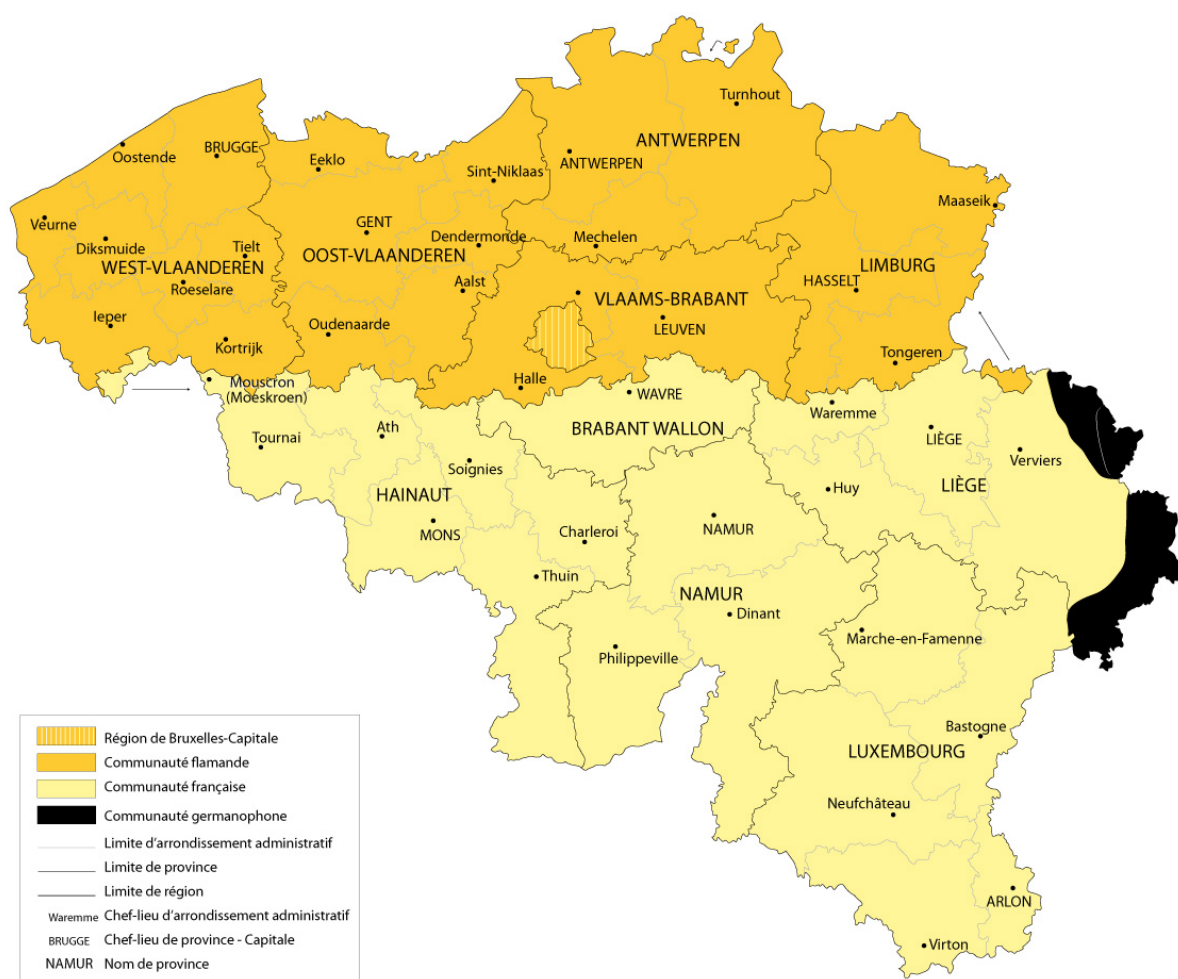 Turnhout
ANTWERPEN
Oostende
BRUGGE
Eeklo
ANTWERPEN
Sint-Niklaas
Maaseik
Veurne
GENT
Diksmuide
Tielt
Dendermonde
Mechelen
WEST-VLAANDEREN
OOST-VLAANDEREN
LIMBURG
Roeselare
Aalst
HASSELT
VLAAMS-BRABANT
Ieper
Oudenaarde
LEUVEN
Kortrijk
Tongeren
Mouscron
(Moeskroen)
Halle
WAVRE
Waremme
Tournai
Ath
BRABANT WALLON
LIÈGE
Verviers
Soignies
HAINAUT
Huy
LIÈGE
MONS
Charleroi
NAMUR
Thuin
NAMUR
Dinant
Marche-en-Famenne
Philippeville
Bastogne
LUXEMBOURG
Neufchâteau
ARLON
Virton
Région de Bruxelles-Capitale
Communauté flamande
Communauté française
Communauté germanophone
Limite d'arrondissement administratif
Limite de province
Limite de région
Waremme Chef-lieu d'arrondissement administratif
BRUGGE Chef-lieu de province - Capitale
NAMUR Nom de province